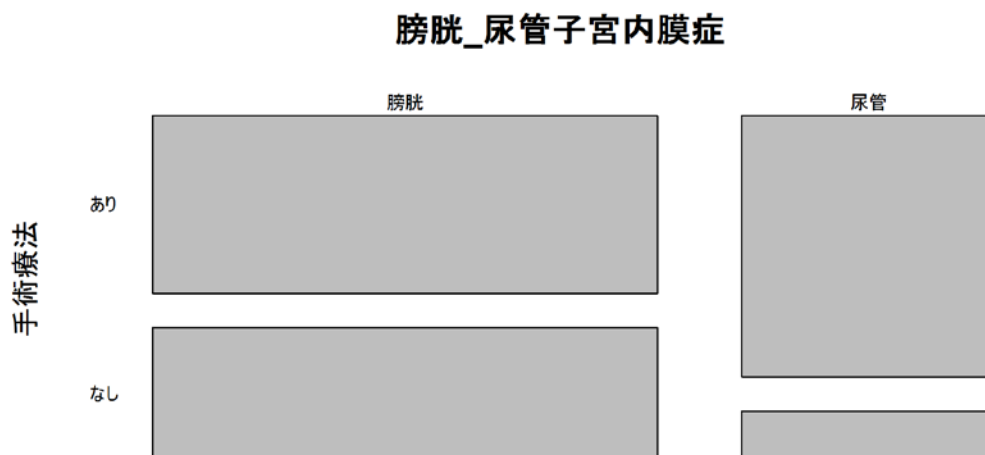 膀胱_尿管子宮内膜症
膀胱
尿管
手術療法
あり
なし